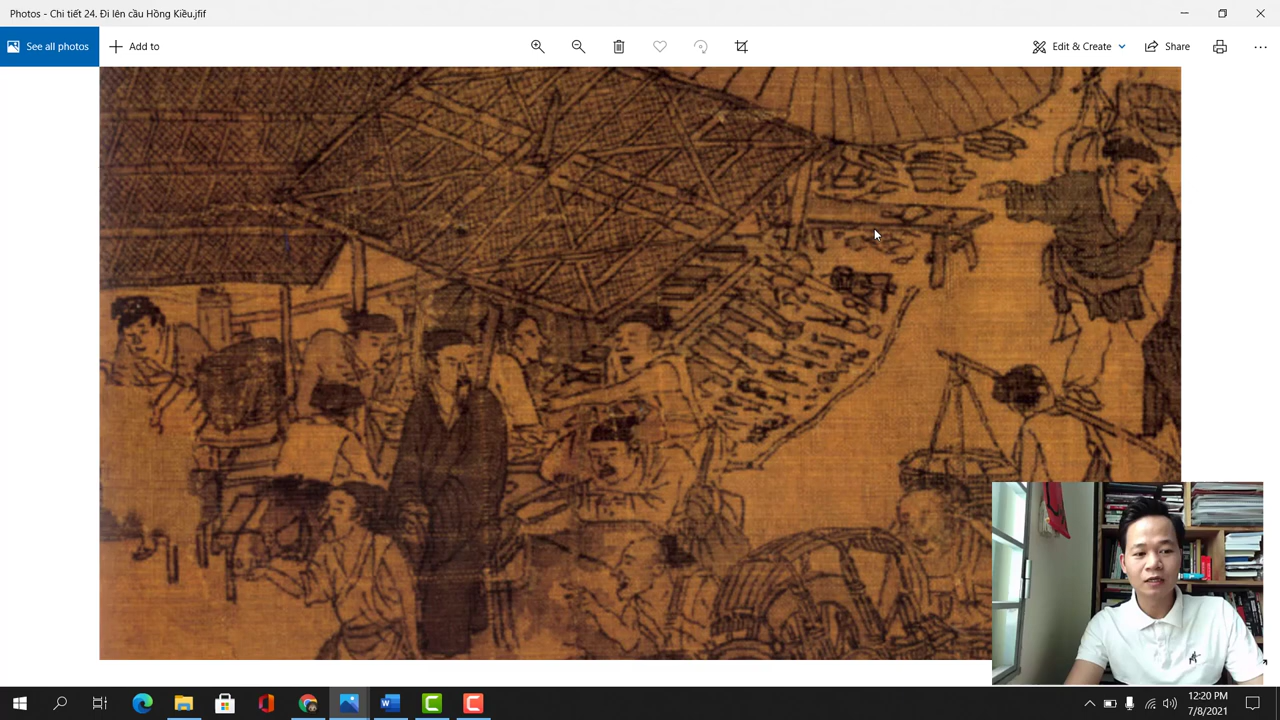 Photos - Chi tiết 24. Đi lên cầu Hồng Kiều.jfif
See all photos
Add to
Edit & Create
Share
12:20 PM
7/8/2021